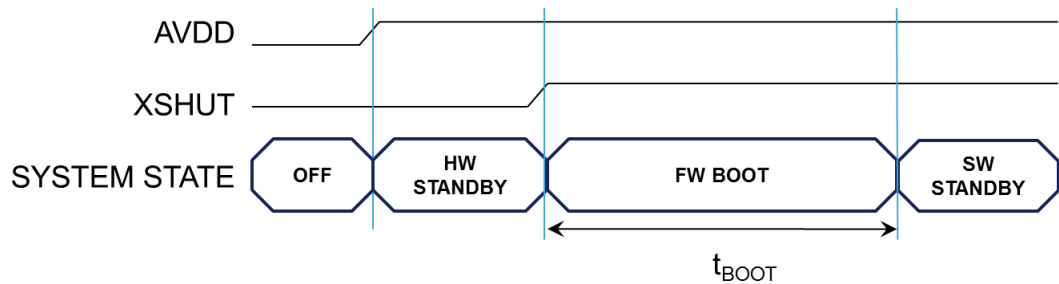 AVDD
XSHUT
SYSTEM STATE
OFF
HW
STANDBY
FW BOOT
SW
STANDBY
tBOOT